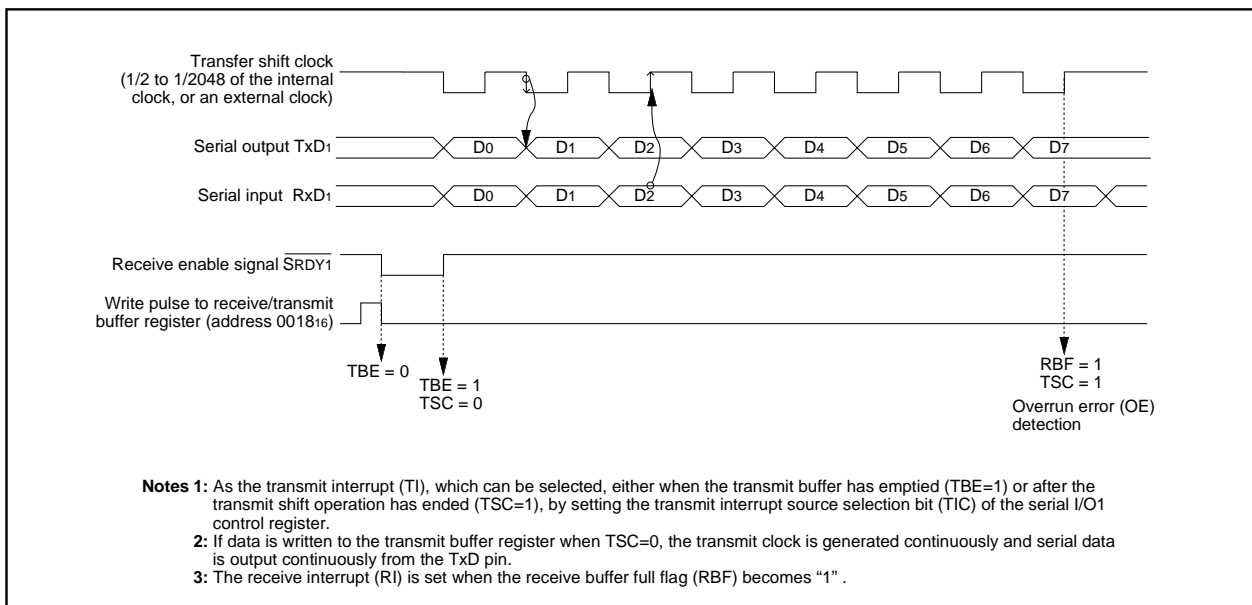 Transfer shift clock
(1/2 to 1/2048 of the internal
clock, or an external clock)
Serial output TxD1
D0 D1 D2 D3 D4 D5 D6 D7
Serial input RxD1
D0 D1 D2 D3 D4 D5 D6 D7
Receive enable signal SRDY1
Write pulse to receive/transmit
buffer register (address 001816)
TBE = 0
TBE = 1
TSC = 0
RBF = 1
TSC = 1
Overrun error (OE)
detection
Notes 1: As the transmit interrupt (TI), which can be selected, either when the transmit buffer has emptied (TBE=1) or after the
transmit shift operation has ended (TSC=1), by setting the transmit interrupt source selection bit (TIC) of the serial I/O1
control register.
2: If data is written to the transmit buffer register when TSC=0, the transmit clock is generated continuously and serial data
is output continuously from the TxD pin.
3: The receive interrupt (RI) is set when the receive buffer full flag (RBF) becomes “1” .